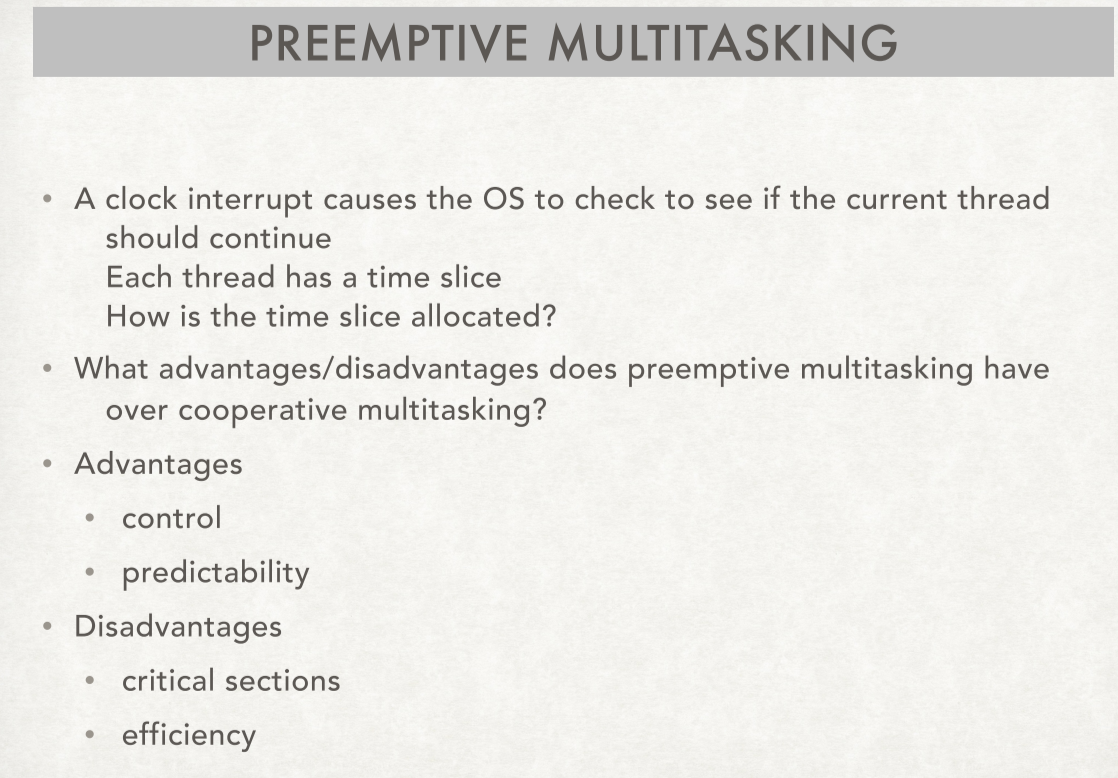 PREEMPTIVE MULTITASKING
• A clock interrupt causes the OS to check to see if the current thread
should continue
Each thread has a time slice
How is the time slice allocated?
• What advantages/disadvantages does preemptive multitasking have
over cooperative multitasking?
• Advantages
• control
• predictability
• Disadvantages
• critical sections
• efficiency